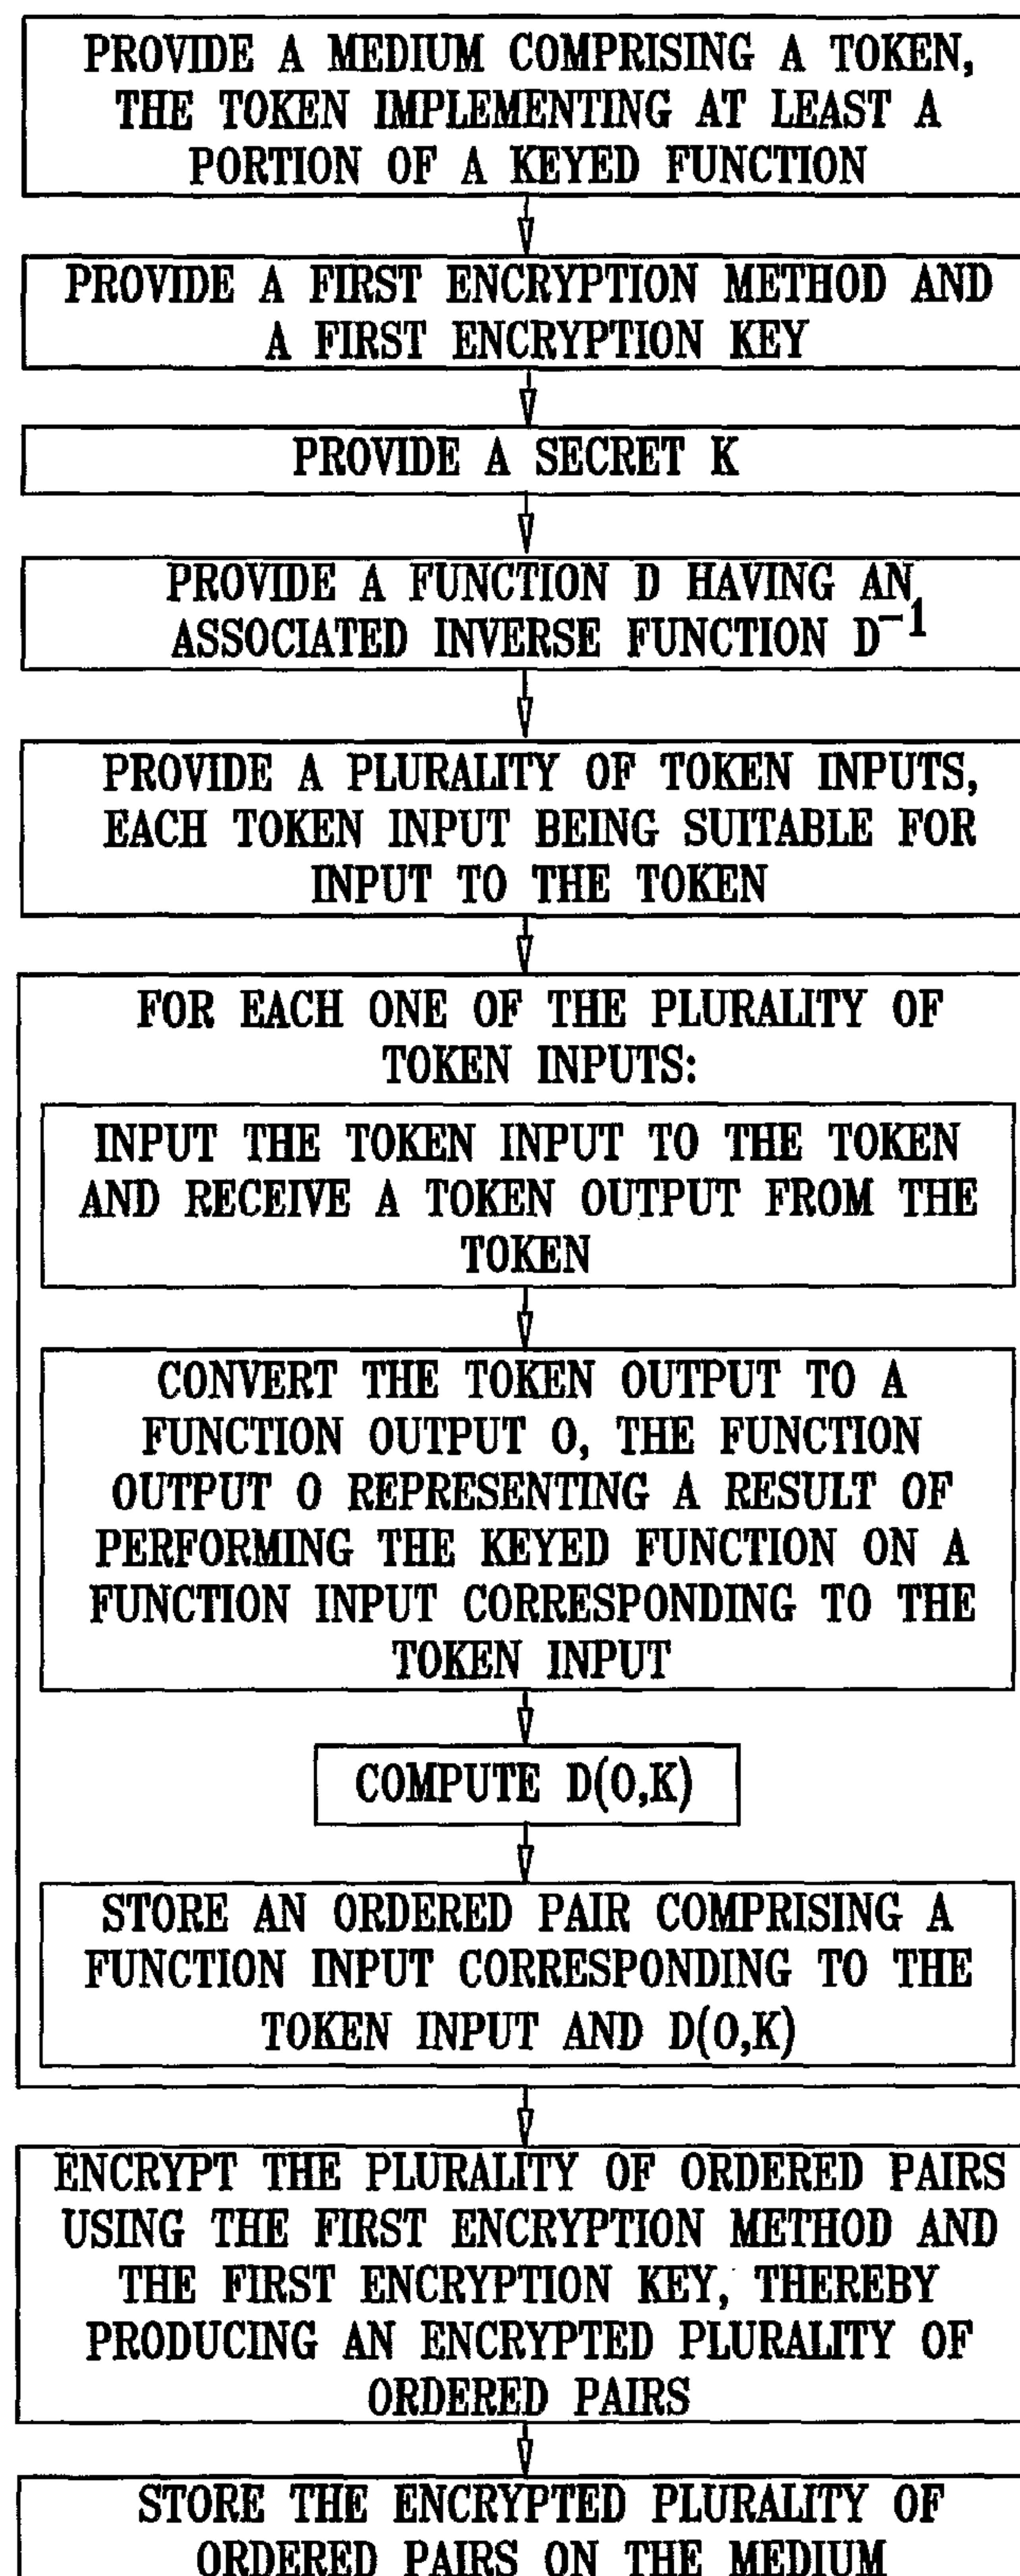 PROVIDE A MEDIUM COMPRISING A TOKEN,
THE TOKEN IMPLEMENTING AT LEAST A
PORTION OF A KEYED FUNCTION
PROVIDE A FIRST ENCRYPTION METHOD AND
A FIRST ENCRYPTION KEY
PROVIDE A SECRET K
PROVIDE A FUNCTION D HAVING AN
ASSOCIATED INVERSE FUNCTION D⁻¹
PROVIDE A PLURALITY OF TOKEN INPUTS,
EACH TOKEN INPUT BEING SUITABLE FOR
INPUT TO THE TOKEN
FOR EACH ONE OF THE PLURALITY OF
TOKEN INPUTS:
INPUT THE TOKEN INPUT TO THE TOKEN
AND RECEIVE A TOKEN OUTPUT FROM THE
TOKEN
CONVERT THE TOKEN OUTPUT TO A
FUNCTION OUTPUT O, THE FUNCTION
OUTPUT O REPRESENTING A RESULT OF
PERFORMING THE KEYED FUNCTION ON A
FUNCTION INPUT CORRESPONDING TO THE
TOKEN INPUT
COMPUTE D(O,K)
STORE AN ORDERED PAIR COMPRISING A
FUNCTION INPUT CORRESPONDING TO THE
TOKEN INPUT AND D(O,K)
ENCRYPT THE PLURALITY OF ORDERED PAIRS
USING THE FIRST ENCRYPTION METHOD AND
THE FIRST ENCRYPTION KEY, THEREBY
PRODUCING AN ENCRYPTED PLURALITY OF
ORDERED PAIRS
STORE THE ENCRYPTED PLURALITY OF
ORDERED PAIRS ON THE MEDIUM